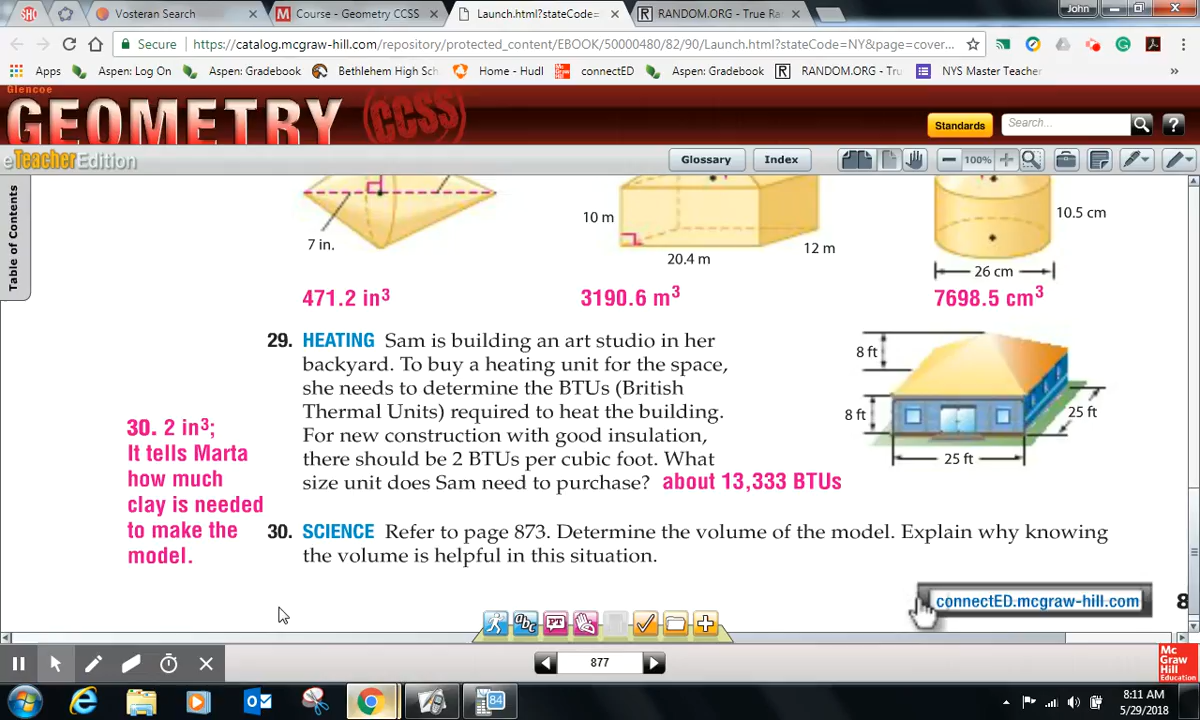 SHO
Vosteran Search
Course - Geometry CCSS
Launch.html?stateCode=
RANDOM.ORG - True Ra
John
Secure
https://catalog.mcgraw-hill.com/repository/protected_content/EBOOK/50000480/82/90/Launch.html?stateCode=NY&page=cover...
Apps
Aspen: Log On
Aspen: Gradebook
Bethlehem High Sch
Home - Hudl
connectED
Aspen: Gradebook
RANDOM.ORG - Tru
NYS Master Teacher
»
Glencoe
GEOMETRY CCSS
Standards
Search...
?
eTeacherEdition
Glossary
Index
100%
Table of Contents
7 in.
10 m
20.4 m
12 m
10.5 cm
26 cm
471.2 in³
3190.6 m³
7698.5 cm³
29. HEATING Sam is building an art studio in her
backyard. To buy a heating unit for the space,
she needs to determine the BTUs (British
Thermal Units) required to heat the building.
For new construction with good insulation,
there should be 2 BTUs per cubic foot. What
size unit does Sam need to purchase? about 13,333 BTUs
8 ft
8 ft
25 ft
25 ft
30. 2 in³;
It tells Marta
how much
clay is needed
to make the
model.
30. SCIENCE Refer to page 873. Determine the volume of the model. Explain why knowing
the volume is helpful in this situation.
connectED.mcgraw-hill.com
8
abc
PT
877
Mc
Graw
Hill
Education
84
8:11 AM
5/29/2018